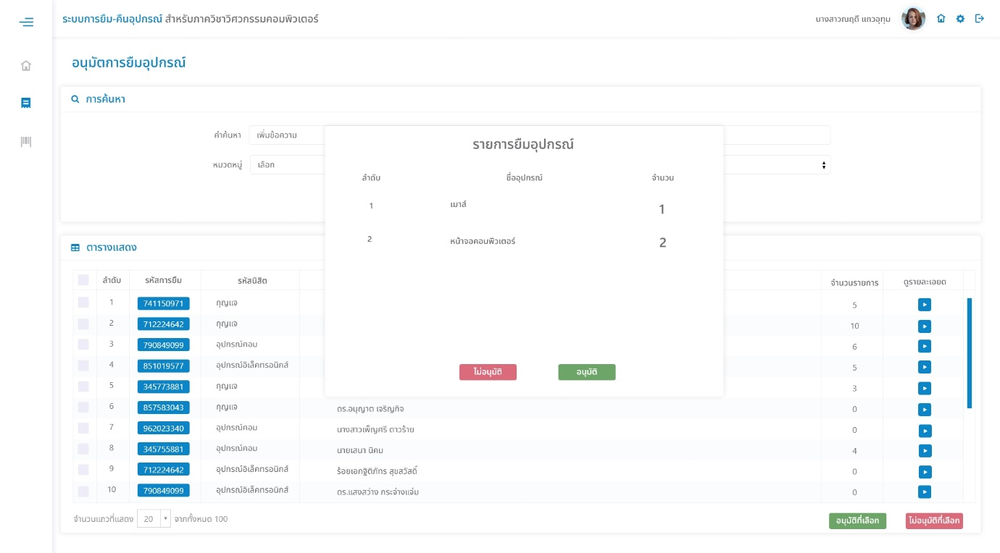 ระบบการยืม-คืนอุปกรณ์ สำหรับภาควิชาวิศวกรรมคอมพิวเตอร์
นางสาวณฤดี แถวอุทุม
อนุมัตการยืมอุปกรณ์
การค้นหา
คำค้นหา เพิ่มข้อความ
หมวดหมู่ เลือก
รายการยืมอุปกรณ์
ลำดับ ชื่ออุปกรณ์ จำนวน
1 เมาส์ 1
2 หน้าจอคอมพิวเตอร์ 2
ไม่อนุมัติ อนุมัติ
ตารางแสดง
ลำดับ รหัสการยืม รหัสนิสิต จำนวนรายการ ดูรายละเอยด
1 741150971 กุญแจ 5
2 712224642 กุญแจ 10
3 790849099 อุปกรณ์คอม 6
4 851019577 อุปกรณ์อิเล็คทรอนิกส์ 5
5 345773881 กุญแจ 3
6 857583043 กุญแจ ดร.อนุญาต เจริญกิจ 0
7 962023340 อุปกรณ์คอม นางสาวเพ็ญศรี ดาวร้าย 0
8 345755881 อุปกรณ์คอม นายเสนา นิคม 4
9 712224642 อุปกรณ์อิเล็คทรอนิกส์ ร้อยเอกฐิติภัทร สุขสวัสดิ์ 0
10 790849099 อุปกรณ์อิเล็คทรอนิกส์ ดร.แสงสว่าง กระจ่างแจ่ม 0
จำนวนแถวที่แสดง 20 จากทั้งหมด 100
อนุมัติที่เลือก ไม่อนุมัติที่เลือก